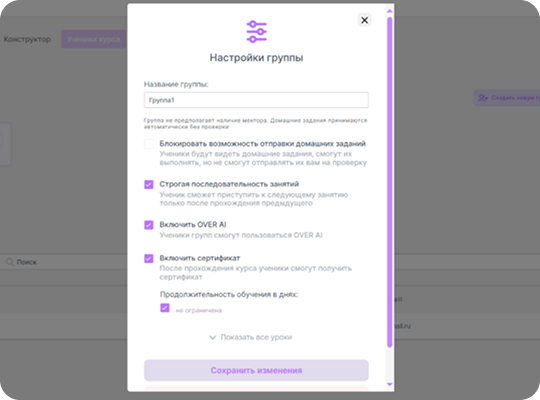 Конструктор
Ученики курса
Настройки группы
Название группы:
Группа1
Группа не предполагает наличие ментора. Домашние задания принимаются
автоматически без проверки
Блокировать возможность отправки домашних заданий
Ученики будут видеть домашние задания, смогут их
выполнять, но не смогут отправлять их вам на проверку
Строгая последовательность занятий
Ученик сможет приступить к следующему занятию
только после прохождения предыдущего
Включить OVER AI
Ученики групп смогут пользоваться OVER AI
Включить сертификат
После прохождения курса ученики смогут получить
сертификат
Продолжительность обучения в днях:
не ограничена
Показать все уроки
Сохранить изменения
Создать новую
Поиск
ail.ru